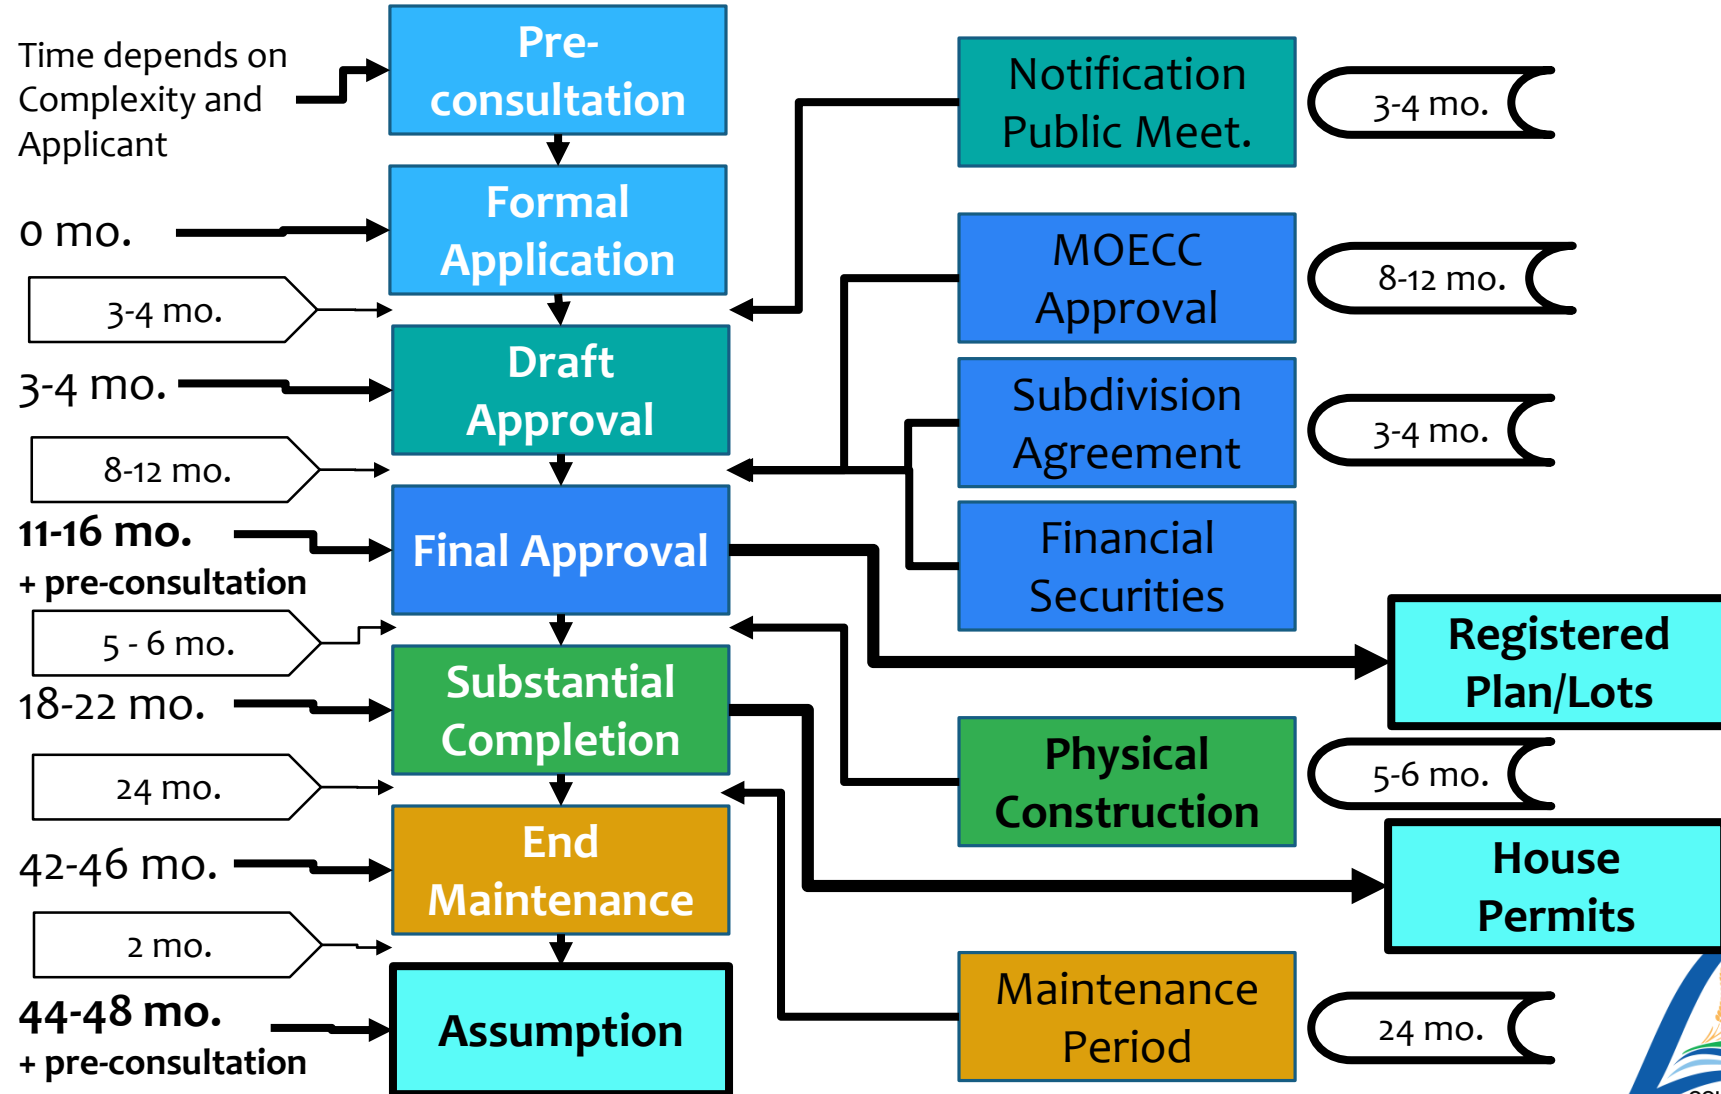 Time depends on
Complexity and
Applicant
Pre-
consultation
Notification
Public Meet.
3-4 mo.
0 mo.
Formal
Application
MOECC
Approval
8-12 mo.
3-4 mo.
3-4 mo.
Draft
Approval
Subdivision
Agreement
3-4 mo.
8-12 mo.
11-16 mo.
+ pre-consultation
Final Approval
Financial
Securities
5 - 6 mo.
Registered
Plan/Lots
18-22 mo.
Substantial
Completion
Physical
Construction
5-6 mo.
24 mo.
42-46 mo.
End
Maintenance
House
Permits
2 mo.
44-48 mo.
+ pre-consultation
Assumption
Maintenance
Period
24 mo.